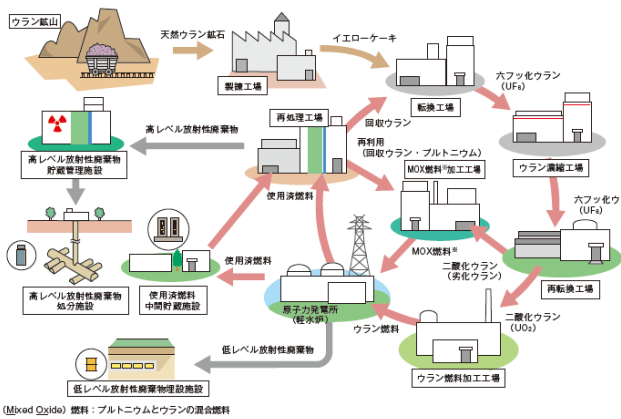 ウラン鉱山
天然ウラン鉱石
製錬工場
イエローケーキ
転換工場
六フッ化ウラン
（UF₆）
ウラン濃縮工場
六フッ化ウ
（UF₆）
再転換工場
二酸化ウラン
（UO₂）
ウラン燃料加工工場
ウラン燃料
二酸化ウラン
（劣化ウラン）
MOX燃料※加工工場
MOX燃料※
原子力発電所
（軽水炉）
再処理工場
回収ウラン
再利用
（回収ウラン・プルトニウム）
使用済燃料
使用済燃料
使用済燃料
中間貯蔵施設
高レベル放射性廃棄物
高レベル放射性廃棄物
貯蔵管理施設
高レベル放射性廃棄物
処分施設
低レベル放射性廃棄物
低レベル放射性廃棄物埋設施設
（Mixed Oxide）燃料：プルトニウムとウランの混合燃料